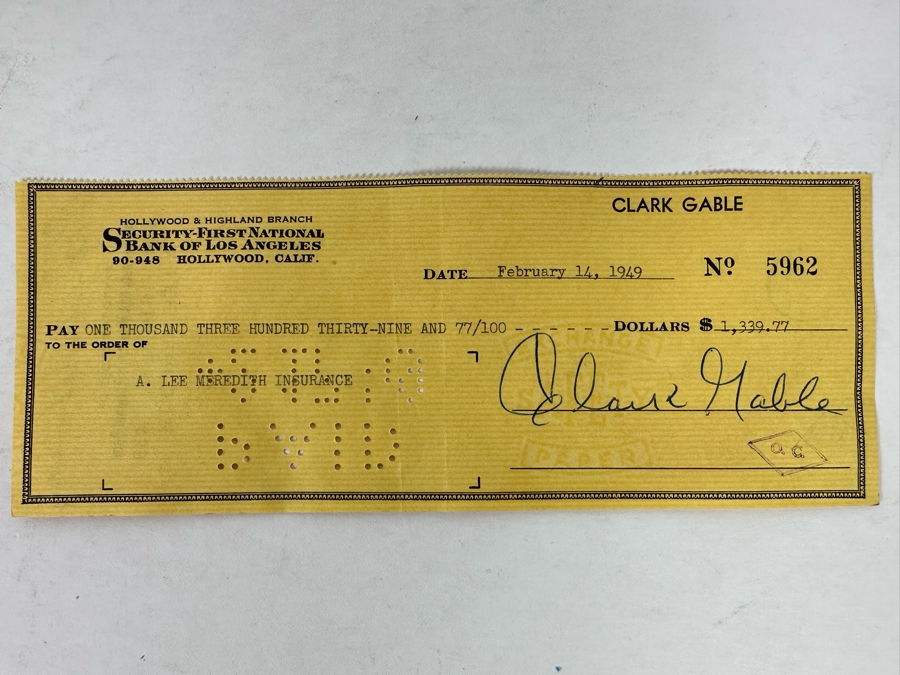 CLARK GABLE
HOLLYWOOD & HIGHLAND BRANCH
SECURITY-FIRST NATIONAL
BANK OF LOS ANGELES
90-948 HOLLYWOOD, CALIF.
DATE February 14, 1949 Nº 5962
PAY ONE THOUSAND THREE HUNDRED THIRTY-NINE AND 77/100 - - - - - - - DOLLARS $ 1,339.77
TO THE ORDER OF
A. LEE MEREDITH INSURANCE
Clark Gable
PAPER